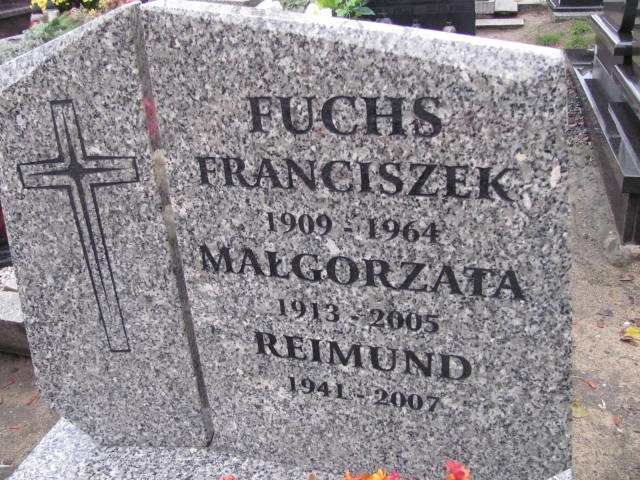 FUCHS
FRANCISZEK
1909 - 1964
MAŁGORZATA
1913 - 2005
REIMUND
1941 - 2007